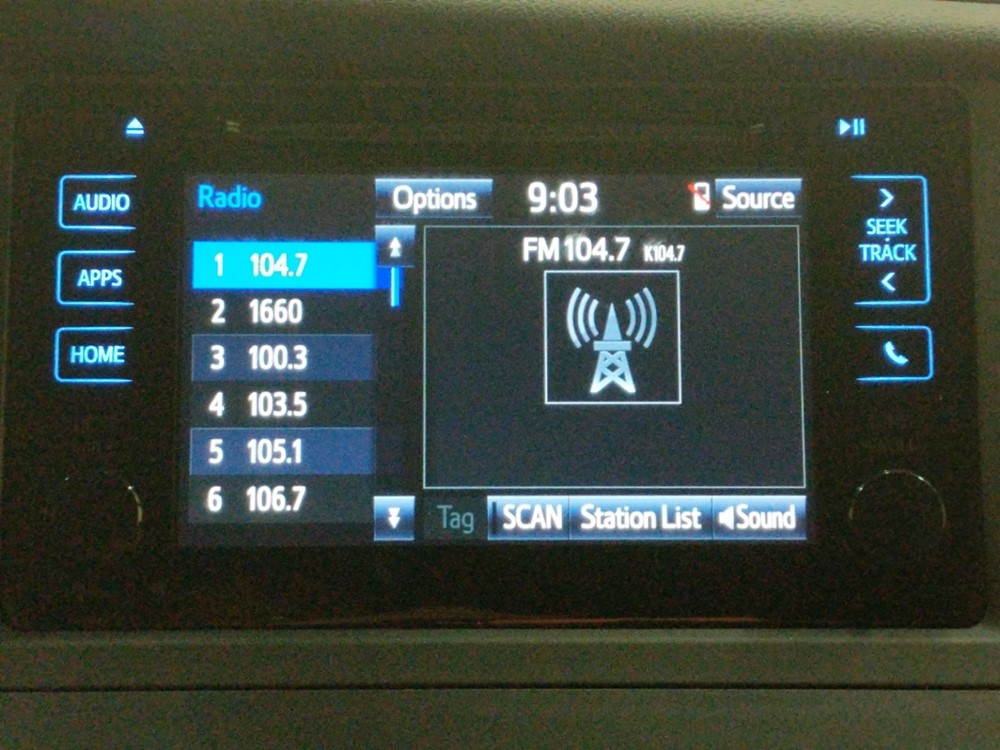 AUDIO
APPS
HOME
Radio
Options
9:03
Source
1 104.7
2 1660
3 100.3
4 103.5
5 105.1
6 106.7
FM 104.7 K104.7
Tag
SCAN
Station List
Sound
SEEK
TRACK